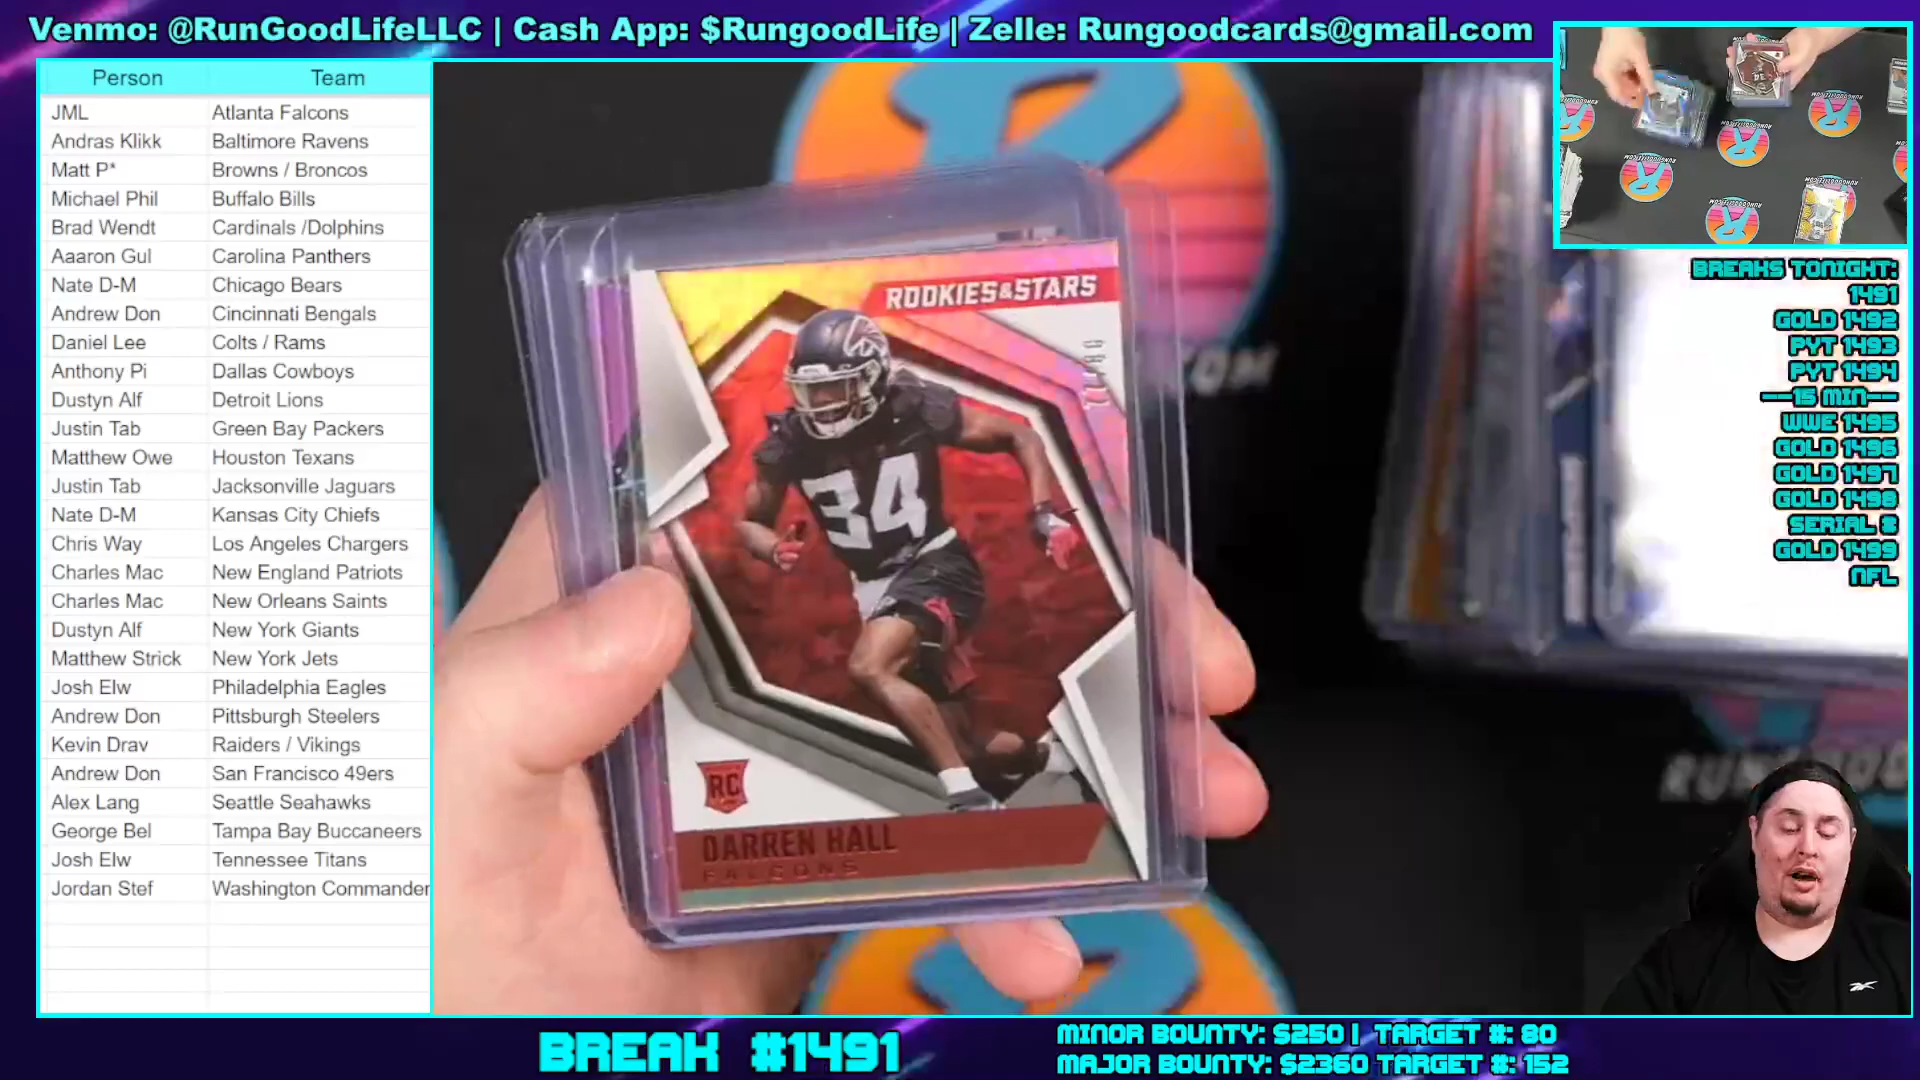 Venmo: @RunGoodLifeLLC | Cash App: $RungoodLife | Zelle: Rungoodcards@gmail.com
Person Team
JML Atlanta Falcons
Andras Klikk Baltimore Ravens
Matt P* Browns / Broncos
Michael Phil Buffalo Bills
Brad Wendt Cardinals /Dolphins
Aaaron Gul Carolina Panthers
Nate D-M Chicago Bears
Andrew Don Cincinnati Bengals
Daniel Lee Colts / Rams
Anthony Pi Dallas Cowboys
Dustyn Alf Detroit Lions
Justin Tab Green Bay Packers
Matthew Owe Houston Texans
Justin Tab Jacksonville Jaguars
Nate D-M Kansas City Chiefs
Chris Way Los Angeles Chargers
Charles Mac New England Patriots
Charles Mac New Orleans Saints
Dustyn Alf New York Giants
Matthew Strick New York Jets
Josh Elw Philadelphia Eagles
Andrew Don Pittsburgh Steelers
Kevin Drav Raiders / Vikings
Andrew Don San Francisco 49ers
Alex Lang Seattle Seahawks
George Bel Tampa Bay Buccaneers
Josh Elw Tennessee Titans
Jordan Stef Washington Commander
ROOKIES&STARS
34
RC
DARREN HALL
FALCONS
BREAKS TONIGHT:
1491
GOLD 1492
PYT 1493
PYT 1494
--15 MIN--
WWE 1495
GOLD 1496
GOLD 1497
GOLD 1498
SERIAL #
GOLD 1499
NFL
BREAK #1491
MINOR BOUNTY: $250 | TARGET #: 80
MAJOR BOUNTY: $2360 TARGET #: 152